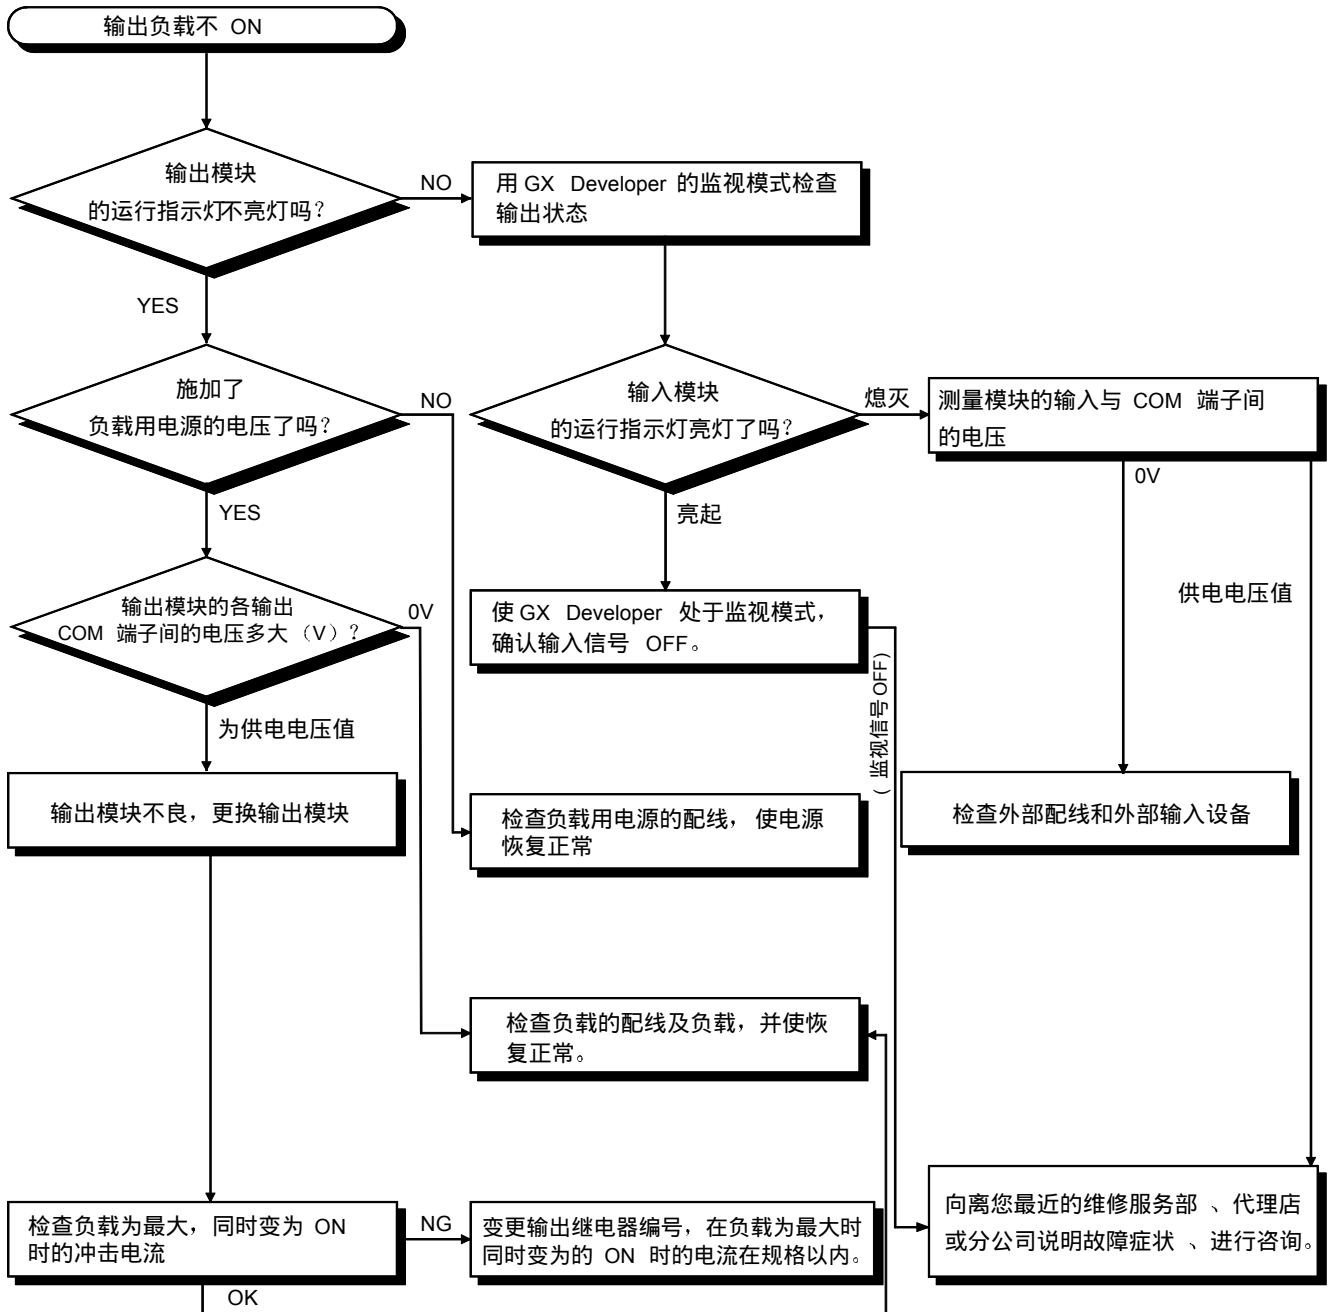 输出负载不 ON
输出模块
的运行指示灯不亮灯吗？
NO
用 GX Developer 的监视模式检查
输出状态
YES
施加了
负载用电源的电压了吗？
NO
输入模块
的运行指示灯亮灯了吗？
熄灭
测量模块的输入与 COM 端子间
的电压
YES
亮起
0V
供电电压值
输出模块的各输出
COM 端子间的电压多大（V）？
0V
使 GX Developer 处于监视模式，
确认输入信号 OFF。
（监视信号OFF）
为供电电压值
输出模块不良，更换输出模块
检查负载用电源的配线，使电源
恢复正常
检查外部配线和外部输入设备
检查负载的配线及负载，并使恢
复正常。
检查负载为最大，同时变为 ON
时的冲击电流
NG
变更输出继电器编号，在负载为最大时
同时变为的 ON 时的电流在规格以内。
向离您最近的维修服务部 、代理店
或分公司说明故障症状 、进行咨询。
OK